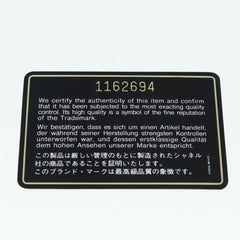 1162694
We certify the authenticity of this item and confirm
that it has been subjected to the most exacting quality
control. Its high quality is a symbol of the fine reputation
of the Trademark.
Wir bestätigen, dass es sich um einen Artikel handelt,
der während seiner Herstellung strengsten Kontrollen
unterworfen wurde, und dessen erstklassige Qualität
dem hohen Ansehen unserer Marke entspricht.
この製品は厳しい管理のもとに製造されたシャネル
社の商品であることを証明いたします。
このブランド・マークは最高級品質の象徴です。